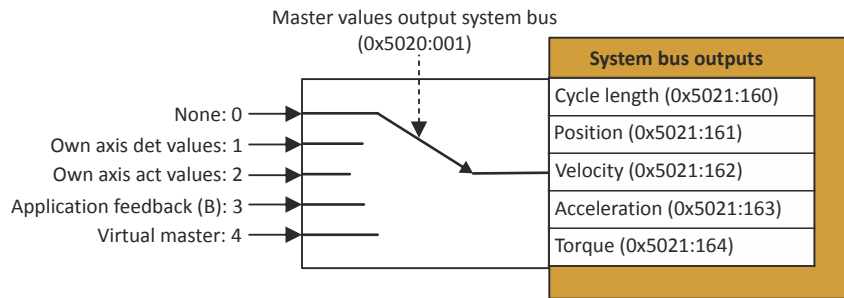 Master values output system bus
(0x5020:001)
System bus outputs
None: 0
Own axis det values: 1
Own axis act values: 2
Application feedback (B): 3
Virtual master: 4
Cycle length (0x5021:160)
Position (0x5021:161)
Velocity (0x5021:162)
Acceleration (0x5021:163)
Torque (0x5021:164)